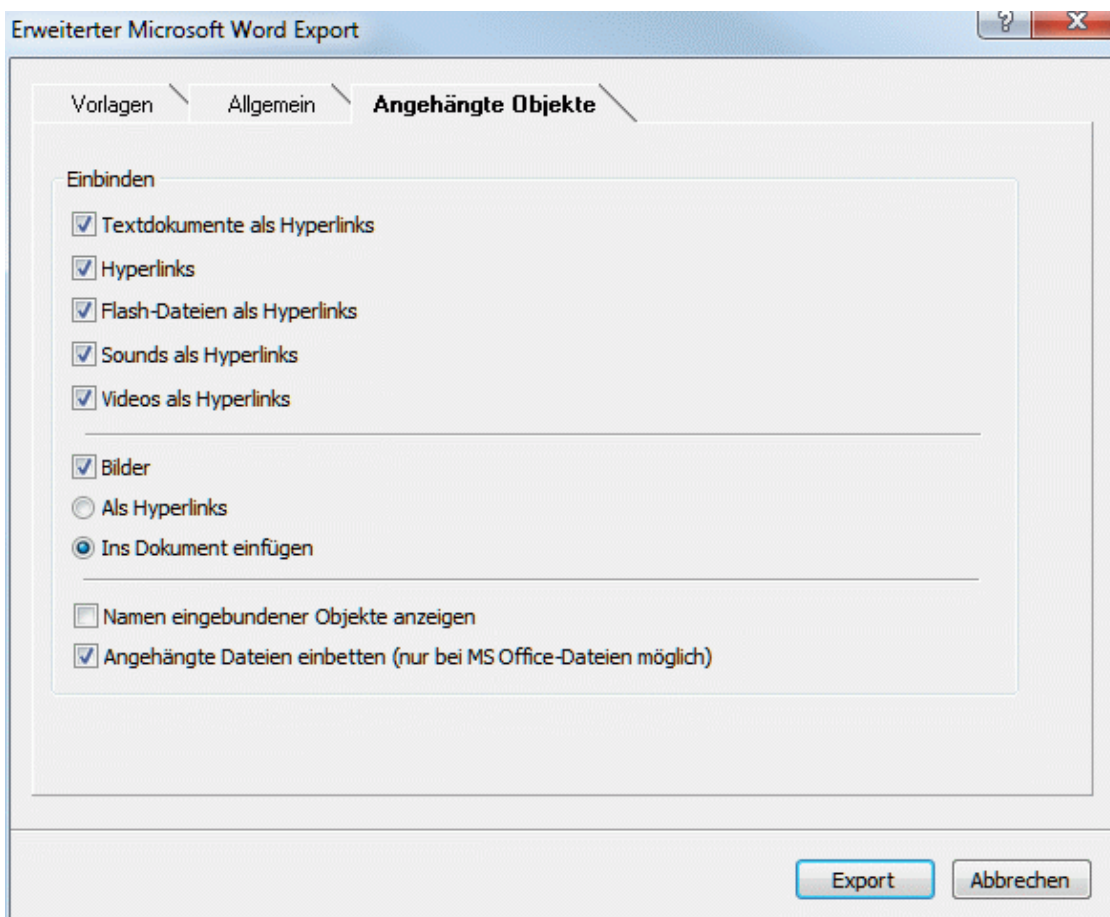 Erweiterter Microsoft Word Export
Vorlagen Allgemein Angehängte Objekte
Einbinden
Textdokumente als Hyperlinks
Hyperlinks
Flash-Dateien als Hyperlinks
Sounds als Hyperlinks
Videos als Hyperlinks
Bilder
Als Hyperlinks
Ins Dokument einfügen
Namen eingebundener Objekte anzeigen
Angehängte Dateien einbetten (nur bei MS Office-Dateien möglich)
Export Abbrechen